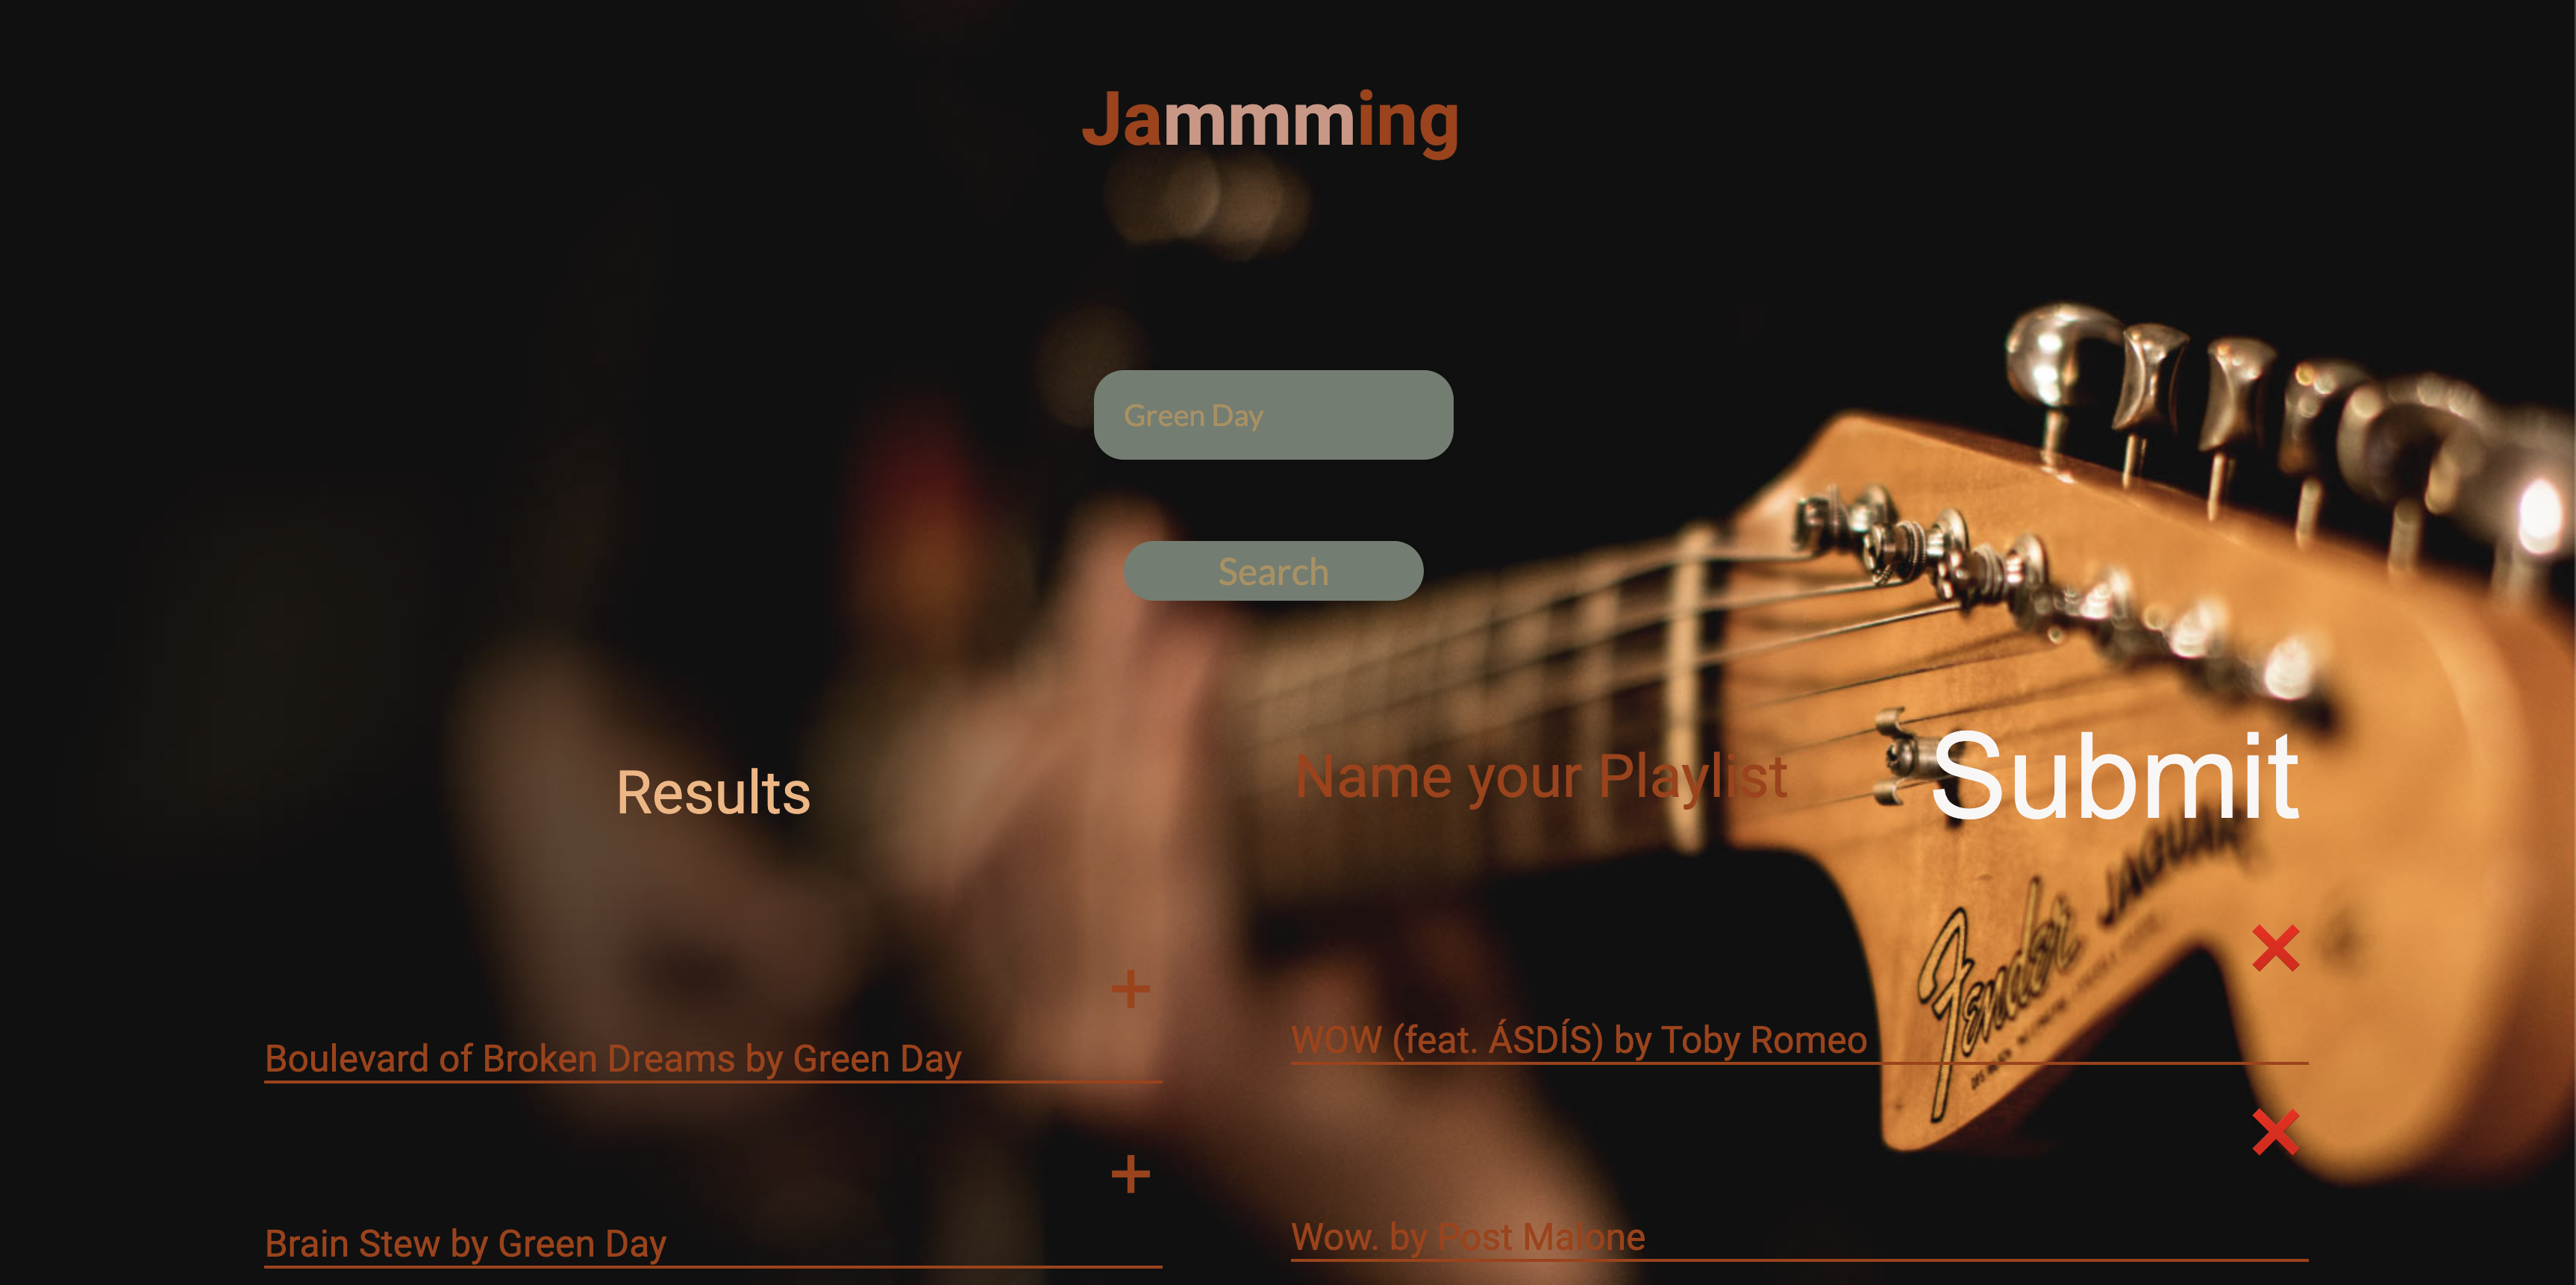 Jammming
Green Day
Search
Results
Name your Playlist
Submit
+
×
Boulevard of Broken Dreams by Green Day
WOW (feat. ÁSDÍS) by Toby Romeo
+
×
Brain Stew by Green Day
Wow. by Post Malone
Fender JAGUAR